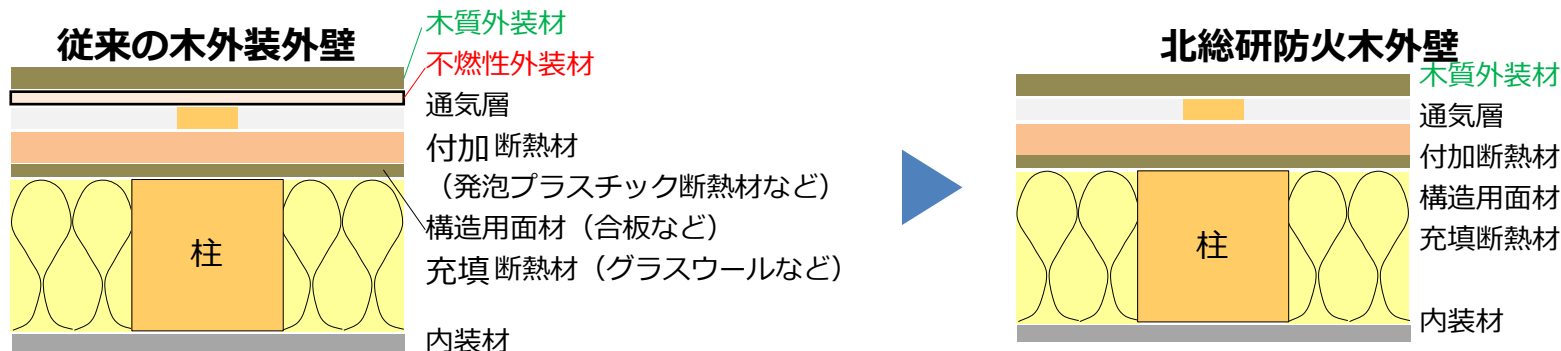 従来の木外装外壁
木質外装材
不燃性外装材
通気層
付加断熱材
（発泡プラスチック断熱材など）
構造用面材（合板など）
充填断熱材（グラスウールなど）
内装材
柱
北総研防火木外壁
木質外装材
通気層
付加断熱材
構造用面材
充填断熱材
内装材
柱